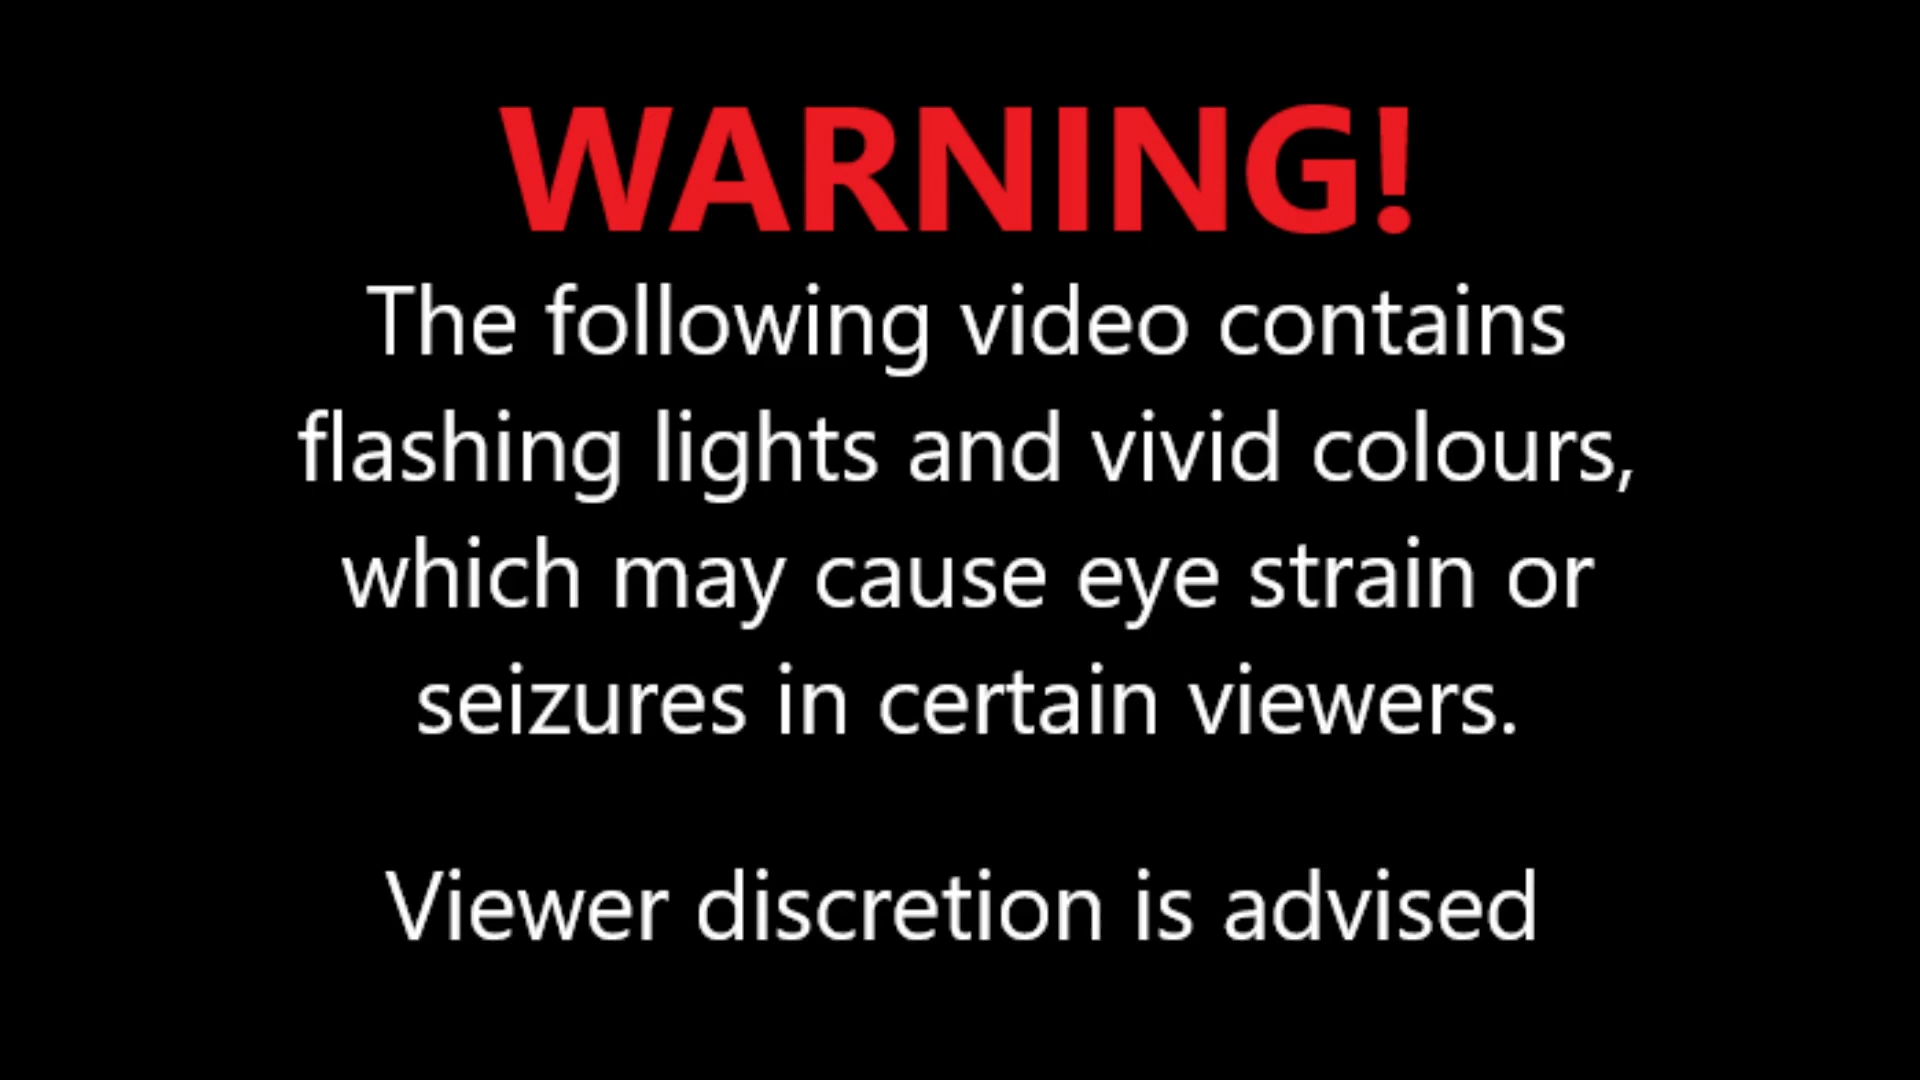 WARNING!
The following video contains
flashing lights and vivid colours,
which may cause eye strain or
seizures in certain viewers.
Viewer discretion is advised